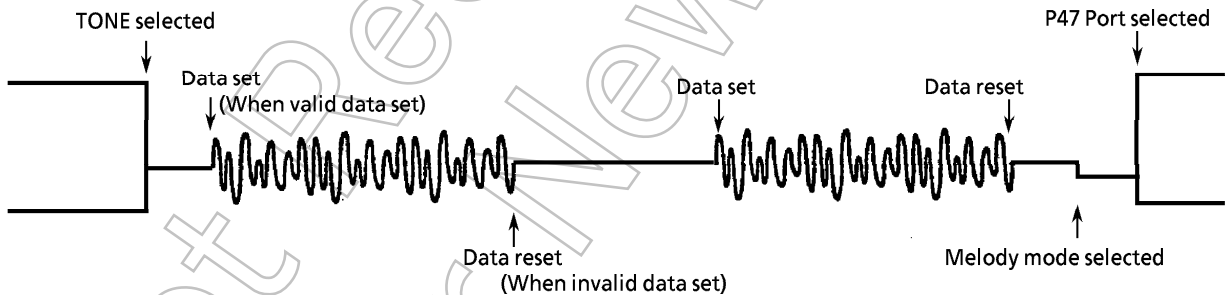 TONE selected
P47 Port selected
Data set
(When valid data set)
Data set
Data reset
Data reset
(When invalid data set)
Melody mode selected